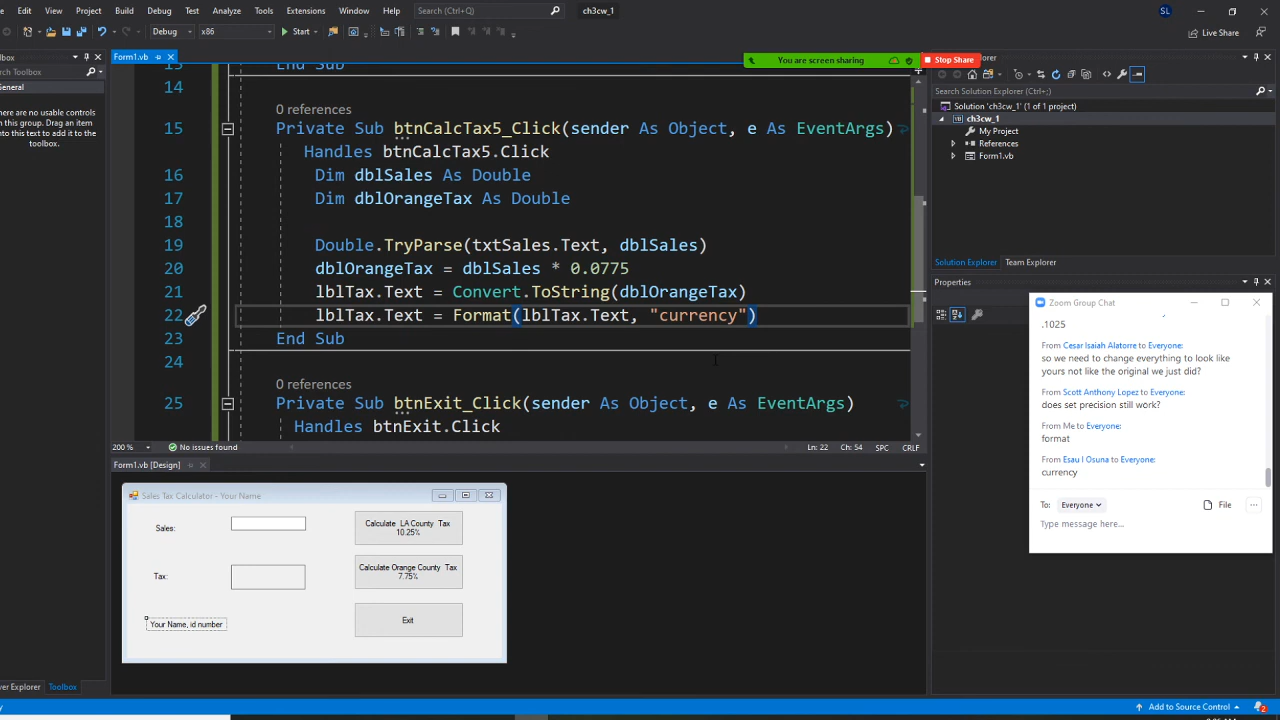 Edit View Project Build Debug Test Analyze Tools Extensions Window Help Search (Ctrl+Q) ch3cw_1 SL
Debug x86 Start Live Share
Form1.vb You are screen sharing Stop Share
Search Toolbox
General
here are no usable controls
n this group. Drag an item
nto this text to add it to the
toolbox.
End Sub
14
0 references
15 Private Sub btnCalcTax5_Click(sender As Object, e As EventArgs)
Handles btnCalcTax5.Click
16 Dim dblSales As Double
17 Dim dblOrangeTax As Double
18
19 Double.TryParse(txtSales.Text, dblSales)
20 dblOrangeTax = dblSales * 0.0775
21 lblTax.Text = Convert.ToString(dblOrangeTax)
22 lblTax.Text = Format(lblTax.Text, "currency")
23 End Sub
24
0 references
25 Private Sub btnExit_Click(sender As Object, e As EventArgs)
Handles btnExit.Click
200 % No issues found Ln: 22 Ch: 54 SPC CRLF
Form1.vb [Design]
Sales Tax Calculator - Your Name
Sales:
Calculate LA County Tax
10.25%
Tax:
Calculate Orange County Tax
7.75%
Your Name, id number
Exit
Explorer
Search Solution Explorer (Ctrl+;)
Solution 'ch3cw_1' (1 of 1 project)
ch3cw_1
My Project
References
Form1.vb
Solution Explorer Team Explorer
Properties
Zoom Group Chat
.1025
From Cesar Isaiah Alatorre to Everyone:
so we need to change everything to look like
yours not like the original we just did?
From Scott Anthony Lopez to Everyone:
does set precision still work?
From Me to Everyone:
format
From Esau I Osuna to Everyone:
currency
To: Everyone File
Type message here...
ver Explorer Toolbox
Add to Source Control 2